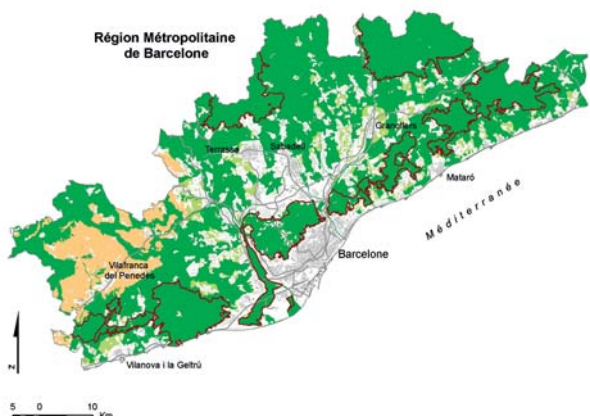 Région Métropolitaine
de Barcelone
Granollers
Terrassa
Sabadell
Mataró
Méditerranée
Barcelone
Vilafranca
del Penedès
Vilanova i la Geltrú
N
5 0 10
Km